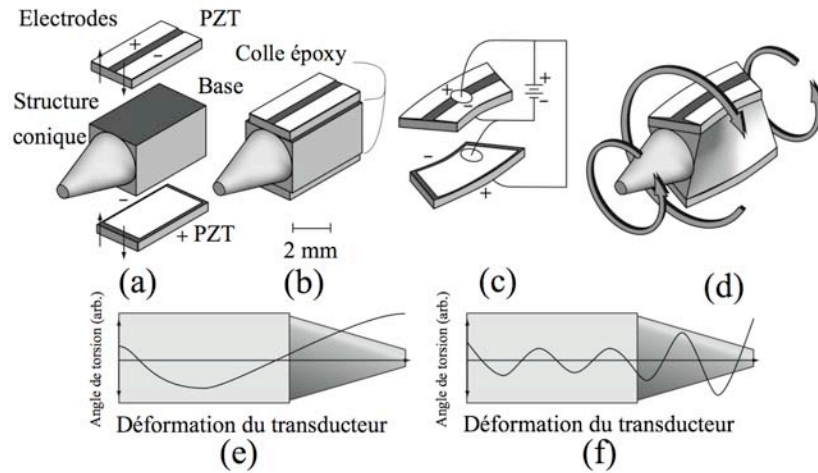 Electrodes
PZT
+
-
Colle époxy
Base
Structure
conique
-
+ PZT
2 mm
+
-
+
-
-
+
(a)
(b)
(c)
(d)
Angle de torsion (arb.)
Angle de torsion (arb.)
Déformation du transducteur
Déformation du transducteur
(e)
(f)